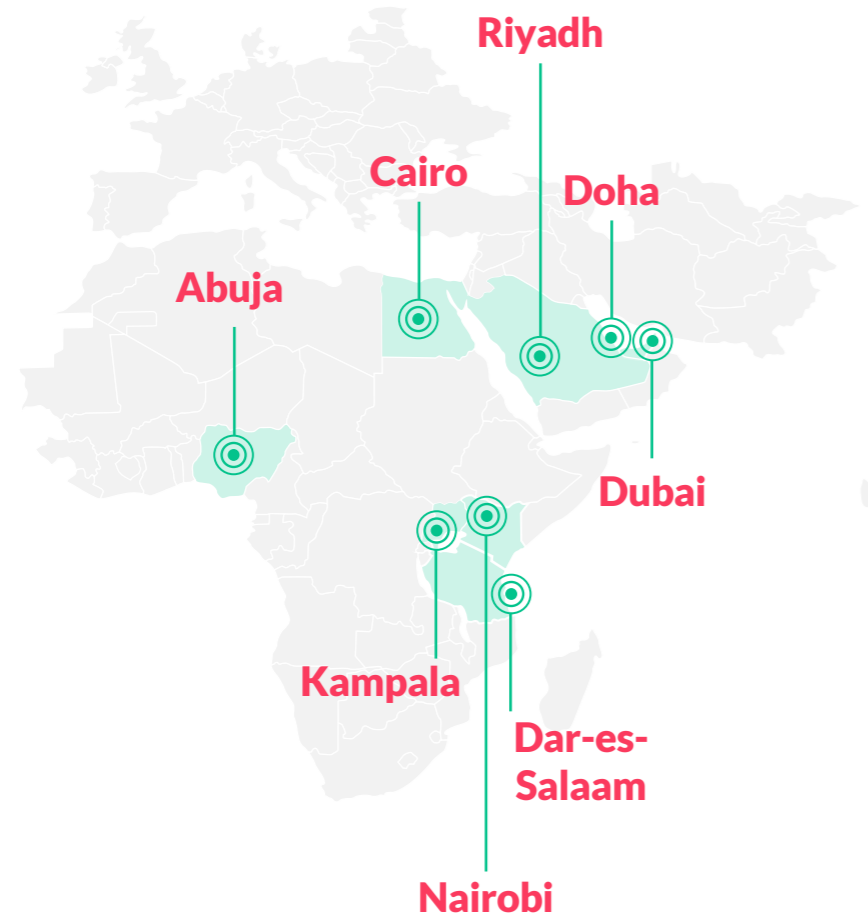 Riyadh
Cairo
Doha
Abuja
Dubai
Kampala
Dar-es-
Salaam
Nairobi